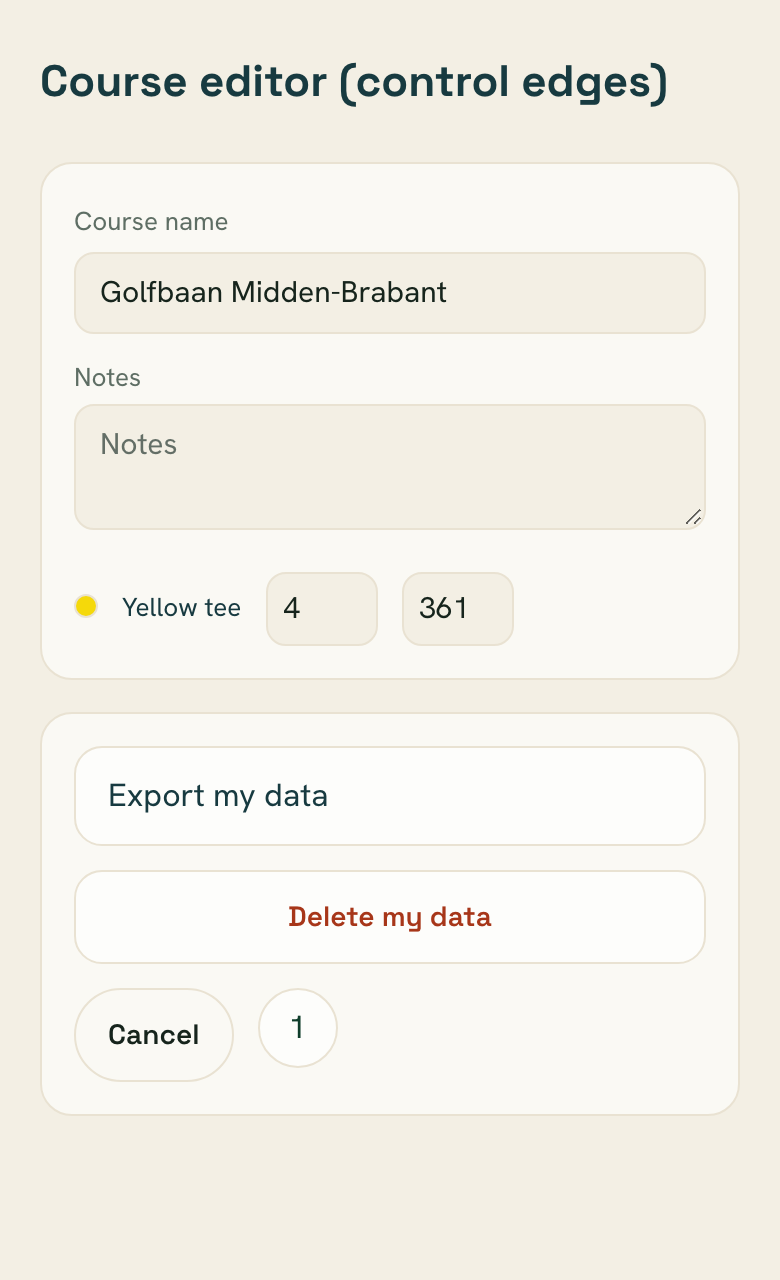 Course editor (control edges)
Course name
Golfbaan Midden-Brabant
Notes
Notes
Yellow tee 4 361
Export my data
Delete my data
Cancel 1